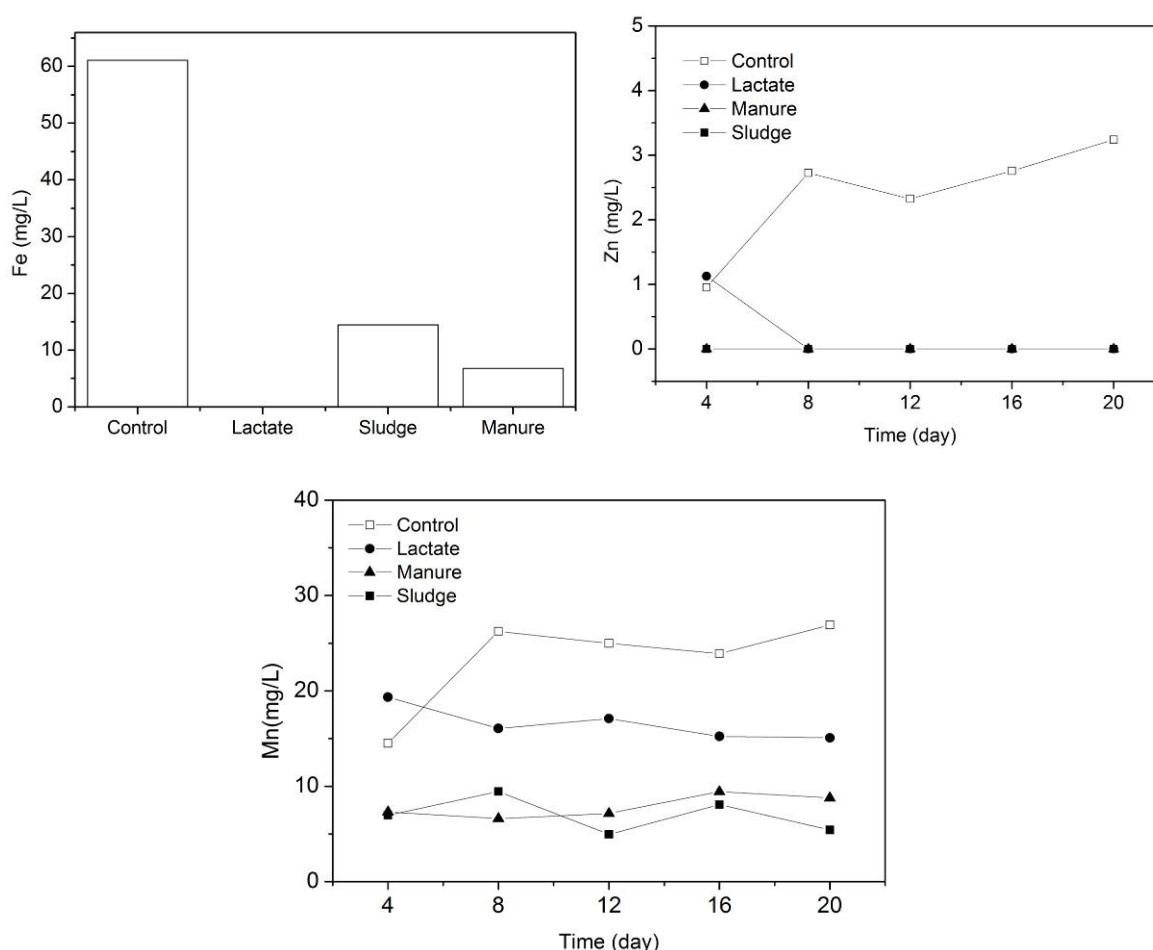 Fe (mg/L)
60
50
40
30
20
10
0
Control Lactate Sludge Manure
Zn (mg/L)
5
4
3
2
1
0
Control
Lactate
Manure
Sludge
4 8 12 16 20
Time (day)
Mn(mg/L)
40
30
20
10
0
Control
Lactate
Manure
Sludge
4 8 12 16 20
Time (day)